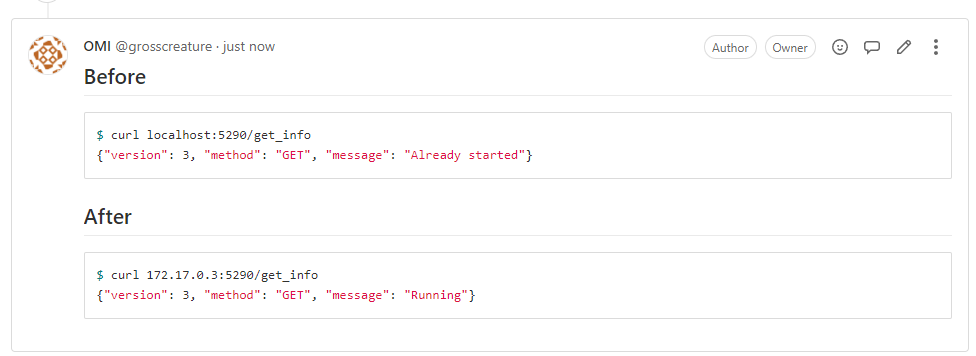 OMI @grosscreature · just now
Author
Owner
Before
$ curl localhost:5290/get_info
{"version": 3, "method": "GET", "message": "Already started"}
After
$ curl 172.17.0.3:5290/get_info
{"version": 3, "method": "GET", "message": "Running"}